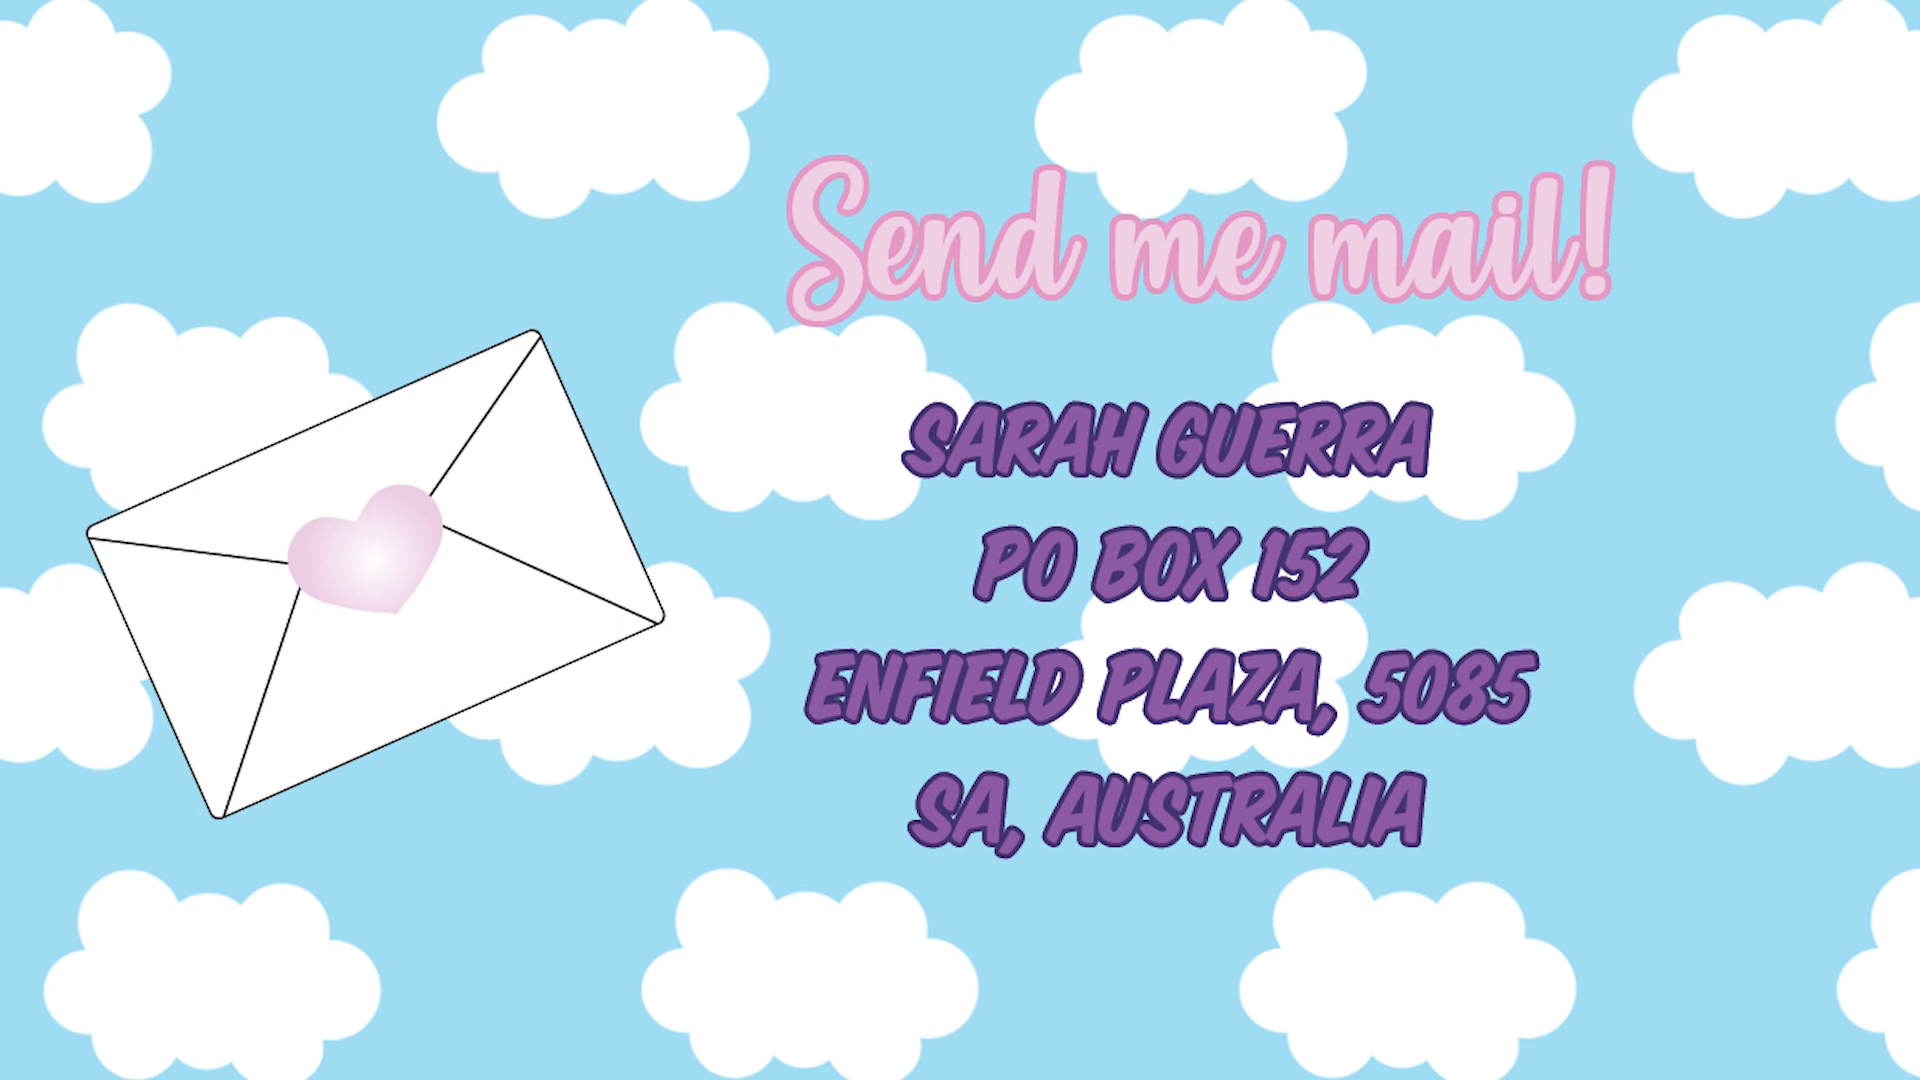 Send me mail!
SARAH GUERRA
PO BOX 152
ENFIELD PLAZA, 5085
SA, AUSTRALIA